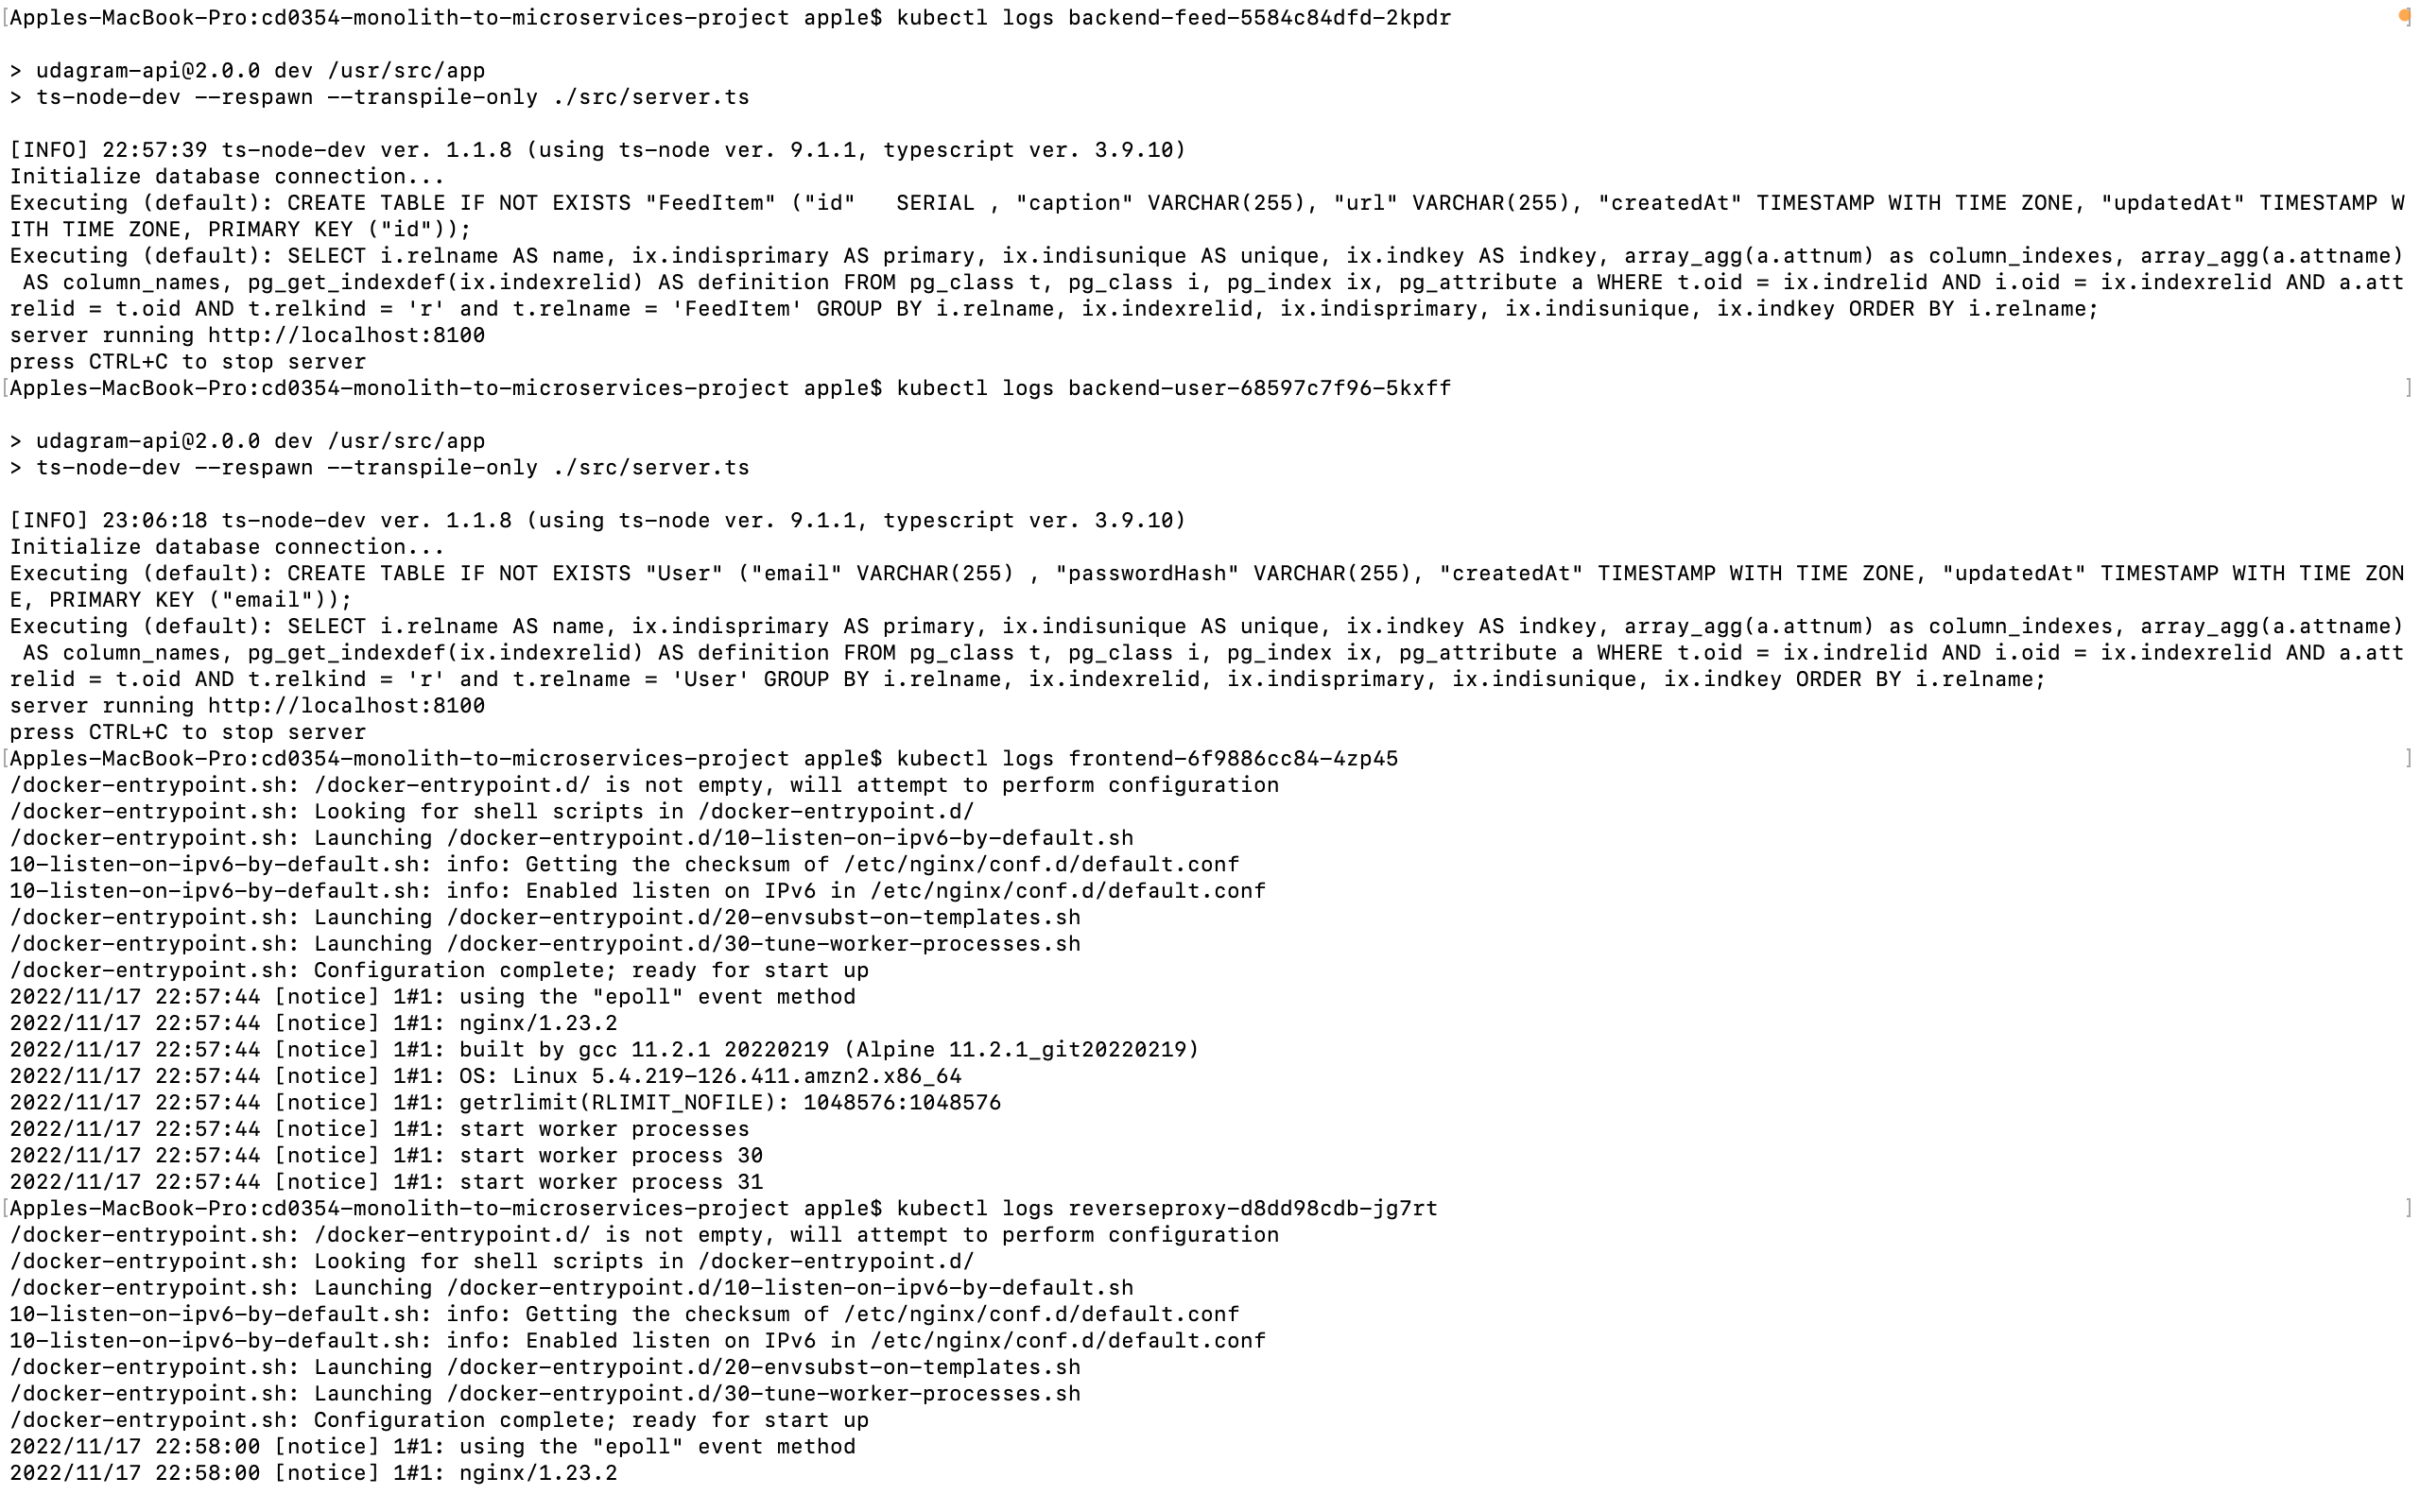 [Apples-MacBook-Pro:cd0354-monolith-to-microservices-project apple$ kubectl logs backend-feed-5584c84dfd-2kpdr ]
> udagram-api@2.0.0 dev /usr/src/app
> ts-node-dev --respawn --transpile-only ./src/server.ts
[INFO] 22:57:39 ts-node-dev ver. 1.1.8 (using ts-node ver. 9.1.1, typescript ver. 3.9.10)
Initialize database connection...
Executing (default): CREATE TABLE IF NOT EXISTS "FeedItem" ("id"   SERIAL , "caption" VARCHAR(255), "url" VARCHAR(255), "createdAt" TIMESTAMP WITH TIME ZONE, "updatedAt" TIMESTAMP W
ITH TIME ZONE, PRIMARY KEY ("id"));
Executing (default): SELECT i.relname AS name, ix.indisprimary AS primary, ix.indisunique AS unique, ix.indkey AS indkey, array_agg(a.attnum) as column_indexes, array_agg(a.attname)
 AS column_names, pg_get_indexdef(ix.indexrelid) AS definition FROM pg_class t, pg_class i, pg_index ix, pg_attribute a WHERE t.oid = ix.indrelid AND i.oid = ix.indexrelid AND a.att
relid = t.oid AND t.relkind = 'r' and t.relname = 'FeedItem' GROUP BY i.relname, ix.indexrelid, ix.indisprimary, ix.indisunique, ix.indkey ORDER BY i.relname;
server running http://localhost:8100
press CTRL+C to stop server
[Apples-MacBook-Pro:cd0354-monolith-to-microservices-project apple$ kubectl logs backend-user-68597c7f96-5kxff ]
> udagram-api@2.0.0 dev /usr/src/app
> ts-node-dev --respawn --transpile-only ./src/server.ts
[INFO] 23:06:18 ts-node-dev ver. 1.1.8 (using ts-node ver. 9.1.1, typescript ver. 3.9.10)
Initialize database connection...
Executing (default): CREATE TABLE IF NOT EXISTS "User" ("email" VARCHAR(255) , "passwordHash" VARCHAR(255), "createdAt" TIMESTAMP WITH TIME ZONE, "updatedAt" TIMESTAMP WITH TIME ZON
E, PRIMARY KEY ("email"));
Executing (default): SELECT i.relname AS name, ix.indisprimary AS primary, ix.indisunique AS unique, ix.indkey AS indkey, array_agg(a.attnum) as column_indexes, array_agg(a.attname)
 AS column_names, pg_get_indexdef(ix.indexrelid) AS definition FROM pg_class t, pg_class i, pg_index ix, pg_attribute a WHERE t.oid = ix.indrelid AND i.oid = ix.indexrelid AND a.att
relid = t.oid AND t.relkind = 'r' and t.relname = 'User' GROUP BY i.relname, ix.indexrelid, ix.indisprimary, ix.indisunique, ix.indkey ORDER BY i.relname;
server running http://localhost:8100
press CTRL+C to stop server
[Apples-MacBook-Pro:cd0354-monolith-to-microservices-project apple$ kubectl logs frontend-6f9886cc84-4zp45 ]
/docker-entrypoint.sh: /docker-entrypoint.d/ is not empty, will attempt to perform configuration
/docker-entrypoint.sh: Looking for shell scripts in /docker-entrypoint.d/
/docker-entrypoint.sh: Launching /docker-entrypoint.d/10-listen-on-ipv6-by-default.sh
10-listen-on-ipv6-by-default.sh: info: Getting the checksum of /etc/nginx/conf.d/default.conf
10-listen-on-ipv6-by-default.sh: info: Enabled listen on IPv6 in /etc/nginx/conf.d/default.conf
/docker-entrypoint.sh: Launching /docker-entrypoint.d/20-envsubst-on-templates.sh
/docker-entrypoint.sh: Launching /docker-entrypoint.d/30-tune-worker-processes.sh
/docker-entrypoint.sh: Configuration complete; ready for start up
2022/11/17 22:57:44 [notice] 1#1: using the "epoll" event method
2022/11/17 22:57:44 [notice] 1#1: nginx/1.23.2
2022/11/17 22:57:44 [notice] 1#1: built by gcc 11.2.1 20220219 (Alpine 11.2.1_git20220219)
2022/11/17 22:57:44 [notice] 1#1: OS: Linux 5.4.219-126.411.amzn2.x86_64
2022/11/17 22:57:44 [notice] 1#1: getrlimit(RLIMIT_NOFILE): 1048576:1048576
2022/11/17 22:57:44 [notice] 1#1: start worker processes
2022/11/17 22:57:44 [notice] 1#1: start worker process 30
2022/11/17 22:57:44 [notice] 1#1: start worker process 31
[Apples-MacBook-Pro:cd0354-monolith-to-microservices-project apple$ kubectl logs reverseproxy-d8dd98cdb-jg7rt ]
/docker-entrypoint.sh: /docker-entrypoint.d/ is not empty, will attempt to perform configuration
/docker-entrypoint.sh: Looking for shell scripts in /docker-entrypoint.d/
/docker-entrypoint.sh: Launching /docker-entrypoint.d/10-listen-on-ipv6-by-default.sh
10-listen-on-ipv6-by-default.sh: info: Getting the checksum of /etc/nginx/conf.d/default.conf
10-listen-on-ipv6-by-default.sh: info: Enabled listen on IPv6 in /etc/nginx/conf.d/default.conf
/docker-entrypoint.sh: Launching /docker-entrypoint.d/20-envsubst-on-templates.sh
/docker-entrypoint.sh: Launching /docker-entrypoint.d/30-tune-worker-processes.sh
/docker-entrypoint.sh: Configuration complete; ready for start up
2022/11/17 22:58:00 [notice] 1#1: using the "epoll" event method
2022/11/17 22:58:00 [notice] 1#1: nginx/1.23.2